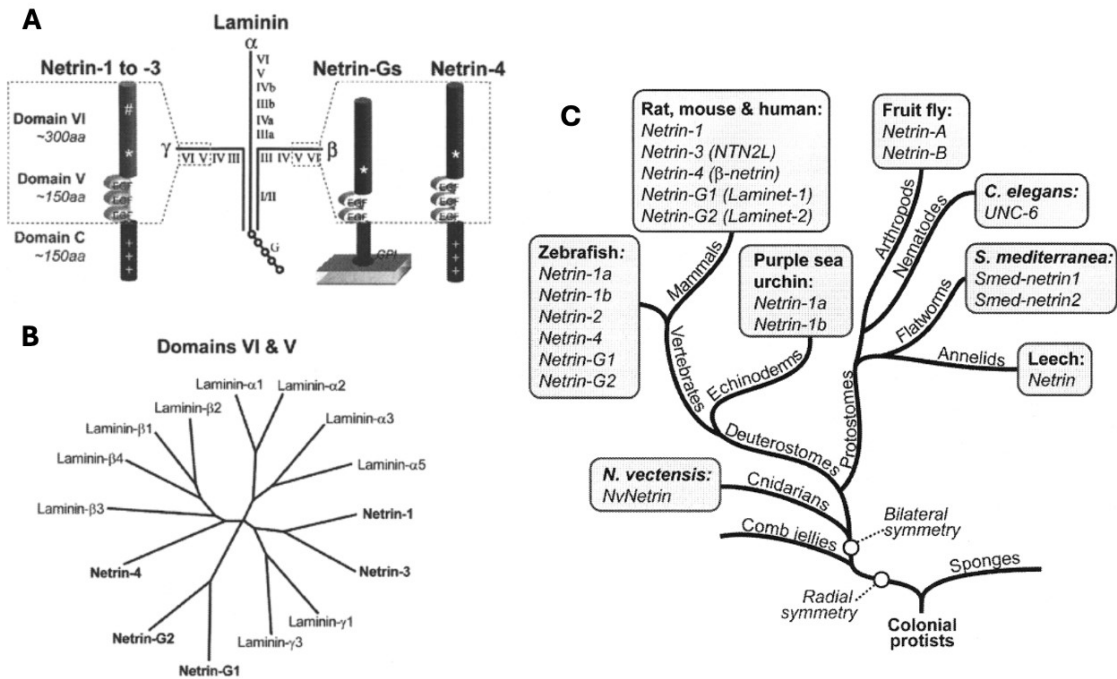 A
Laminin
α
VI
V
IVb
IIIb
IVa
IIIa
Netrin-1 to -3
Netrin-Gs
Netrin-4
#
Domain VI
~300aa
*
*
*
γ
VI V IV III
III IV V VI
β
Domain V
~150aa
EGF
EGF
EGF
I/II
EGF
EGF
EGF
EGF
Domain C
~150aa
+
+
+
+
G
GPI
+
+
+
+
B
Domains VI & V
Laminin-α1
Laminin-α2
Laminin-β2
Laminin-α3
Laminin-β1
Laminin-β4
Laminin-α5
Laminin-β3
Netrin-1
Netrin-4
Netrin-3
Laminin-γ1
Netrin-G2
Laminin-γ3
Netrin-G1
C
Rat, mouse & human:
Netrin-1
Netrin-3 (NTN2L)
Netrin-4 (β-netrin)
Netrin-G1 (Laminet-1)
Netrin-G2 (Laminet-2)
Fruit fly:
Netrin-A
Netrin-B
C. elegans:
UNC-6
S. mediterranea:
Smed-netrin1
Smed-netrin2
Zebrafish:
Netrin-1a
Netrin-1b
Netrin-2
Netrin-4
Netrin-G1
Netrin-G2
Purple sea
urchin:
Netrin-1a
Netrin-1b
Leech:
Netrin
N. vectensis:
NvNetrin
Mammals
Vertebrates
Echinoderms
Deuterostomes
Arthropods
Nematodes
Flatworms
Annelids
Protostomes
Cnidarians
Comb jellies
Bilateral
symmetry
Radial
symmetry
Sponges
Colonial
protists